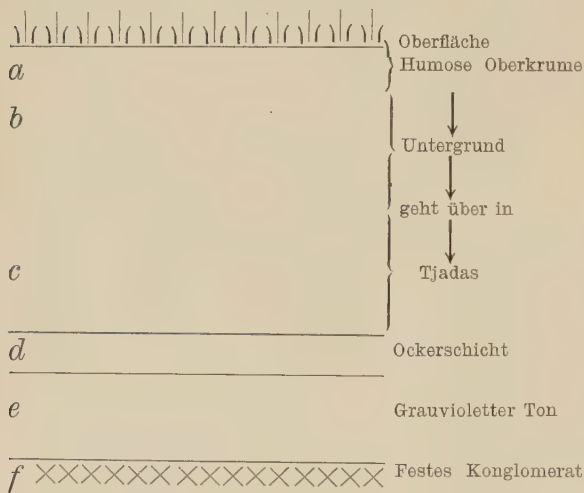 Oberfläche
a Humose Oberkrume
b
Untergrund
geht über in
c Tjadas
d Ockerschicht
e Grauvioletter Ton
f Festes Konglomerat